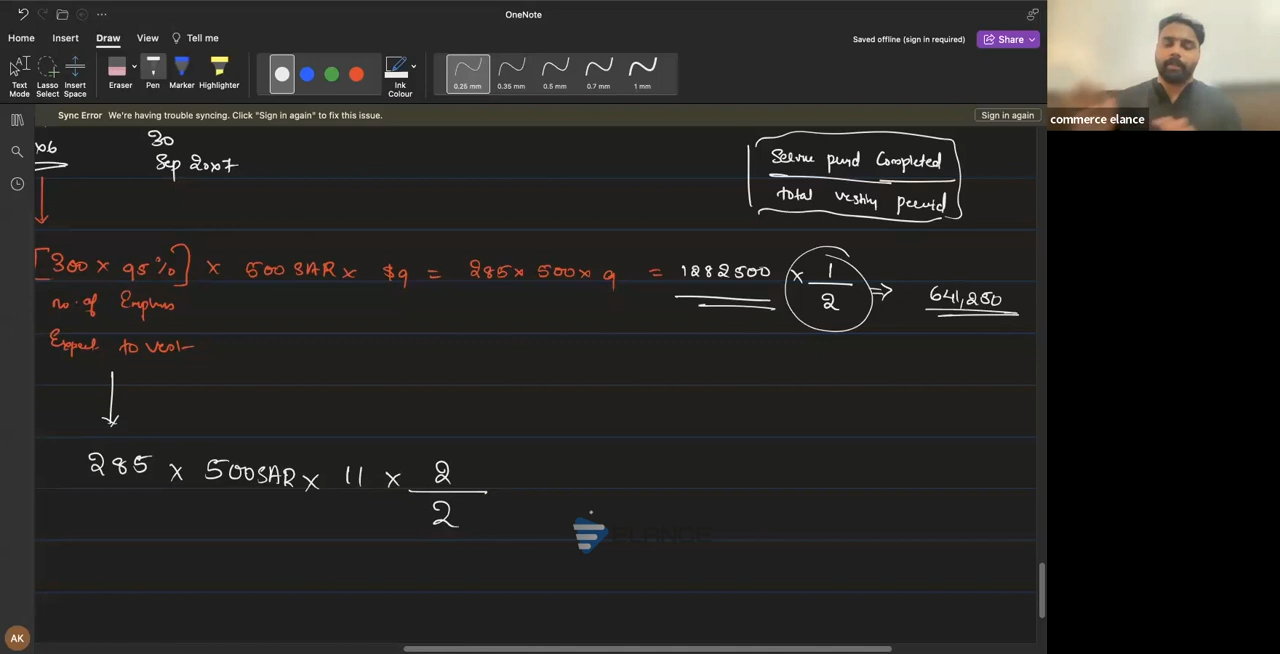 OneNote
Home Insert Draw View Tell me
Saved offline (sign in required)
Share
Text Mode
Lasso Select
Insert Space
Eraser
Pen
Marker
Highlighter
Ink Colour
0.25 mm
0.35 mm
0.5 mm
0.7 mm
1 mm
commerce elance
Sync Error We're having trouble syncing. Click "Sign in again" to fix this issue.
Sign in again
x6
30
Sep 20x7
Completed
total vesting period
[300 x 95%] x 500 SAR x $9 = 285 x 500 x 9 = 1282500 x 1/2 ⇒ 641,250
no. of
Expect to vest
285 x 500SAR x 11 x 2/2
ELANCE
AK